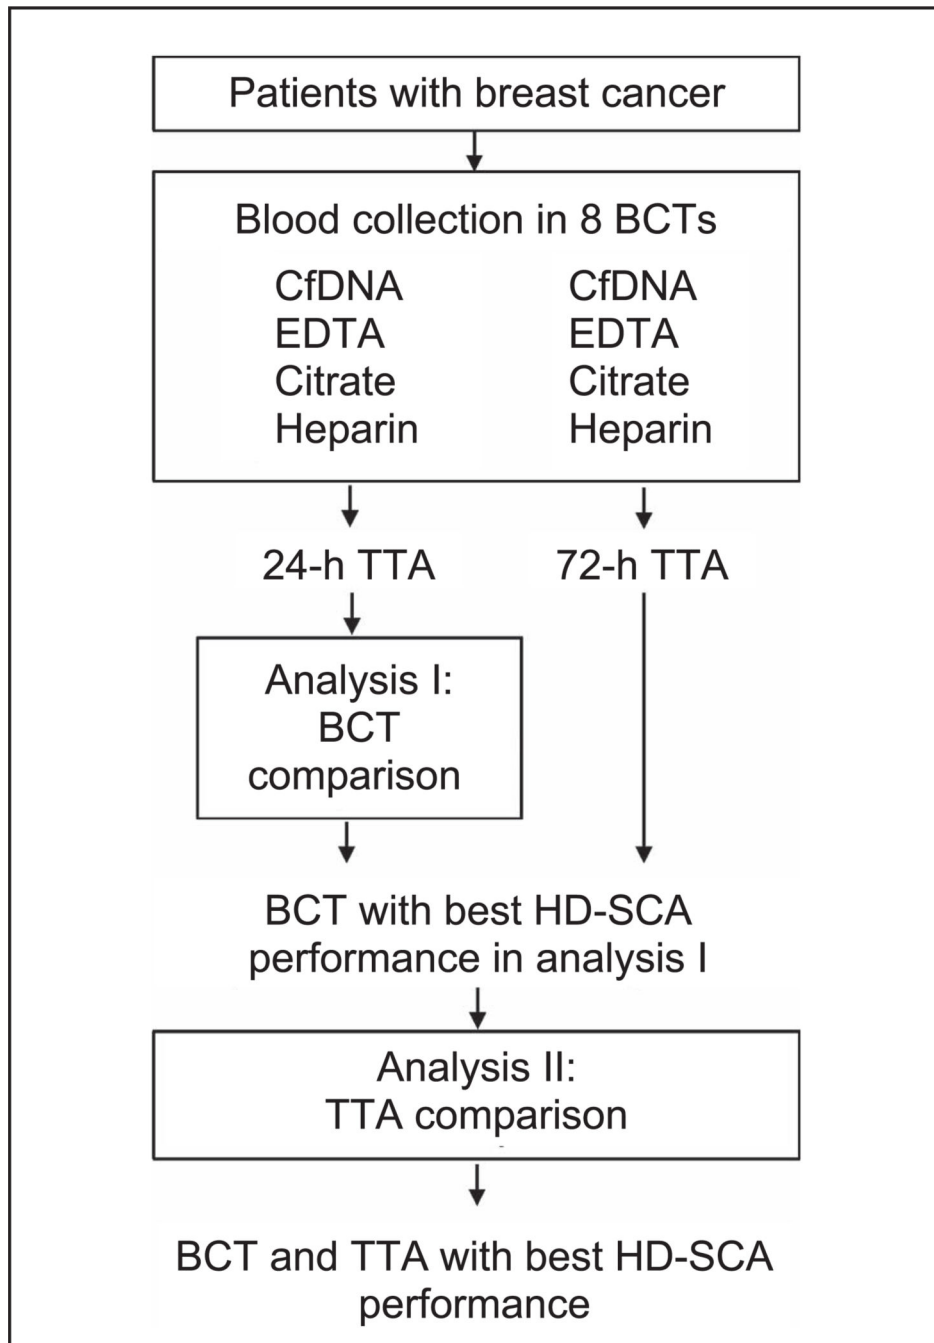 Patients with breast cancer
Blood collection in 8 BCTs
CfDNA CfDNA
EDTA EDTA
Citrate Citrate
Heparin Heparin
24-h TTA 72-h TTA
Analysis I:
BCT
comparison
BCT with best HD-SCA
performance in analysis I
Analysis II:
TTA comparison
BCT and TTA with best HD-SCA
performance